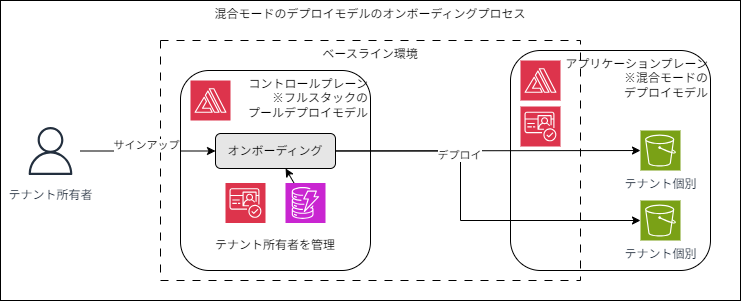 混合モードのデプロイモデルのオンボーディングプロセス
ベースライン環境
コントロールプレーン
※フルスタックの
プールデプロイモデル
アプリケーションプレーン
※混合モードの
デプロイモデル
サインアップ
オンボーディング
デプロイ
テナント個別
テナント所有者
テナント所有者を管理
テナント個別